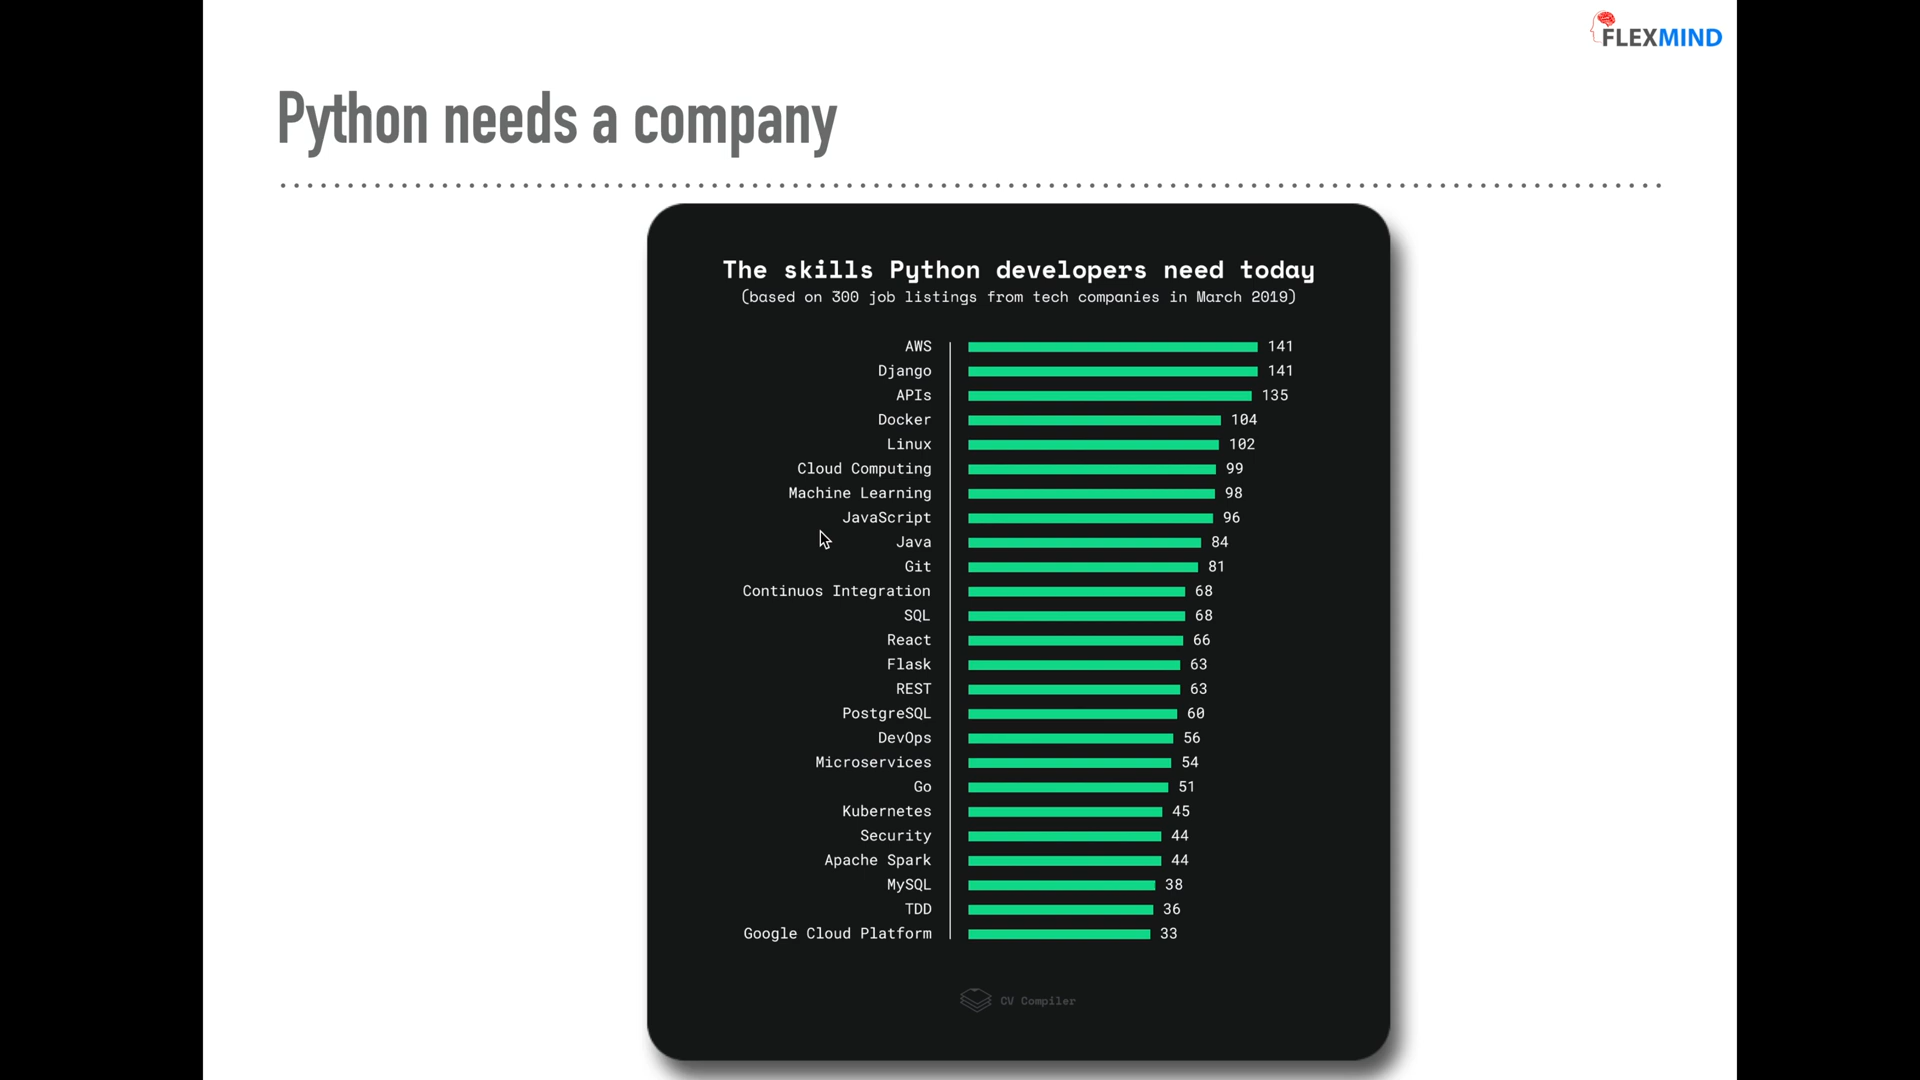 FLEXMIND
Python needs a company
The skills Python developers need today
(based on 300 job listings from tech companies in March 2019)
AWS 141
Django 141
APIs 135
Docker 104
Linux 102
Cloud Computing 99
Machine Learning 98
JavaScript 96
Java 84
Git 81
Continuos Integration 68
SQL 68
React 66
Flask 63
REST 63
PostgreSQL 60
DevOps 56
Microservices 54
Go 51
Kubernetes 45
Security 44
Apache Spark 44
MySQL 38
TDD 36
Google Cloud Platform 33
CV Compiler